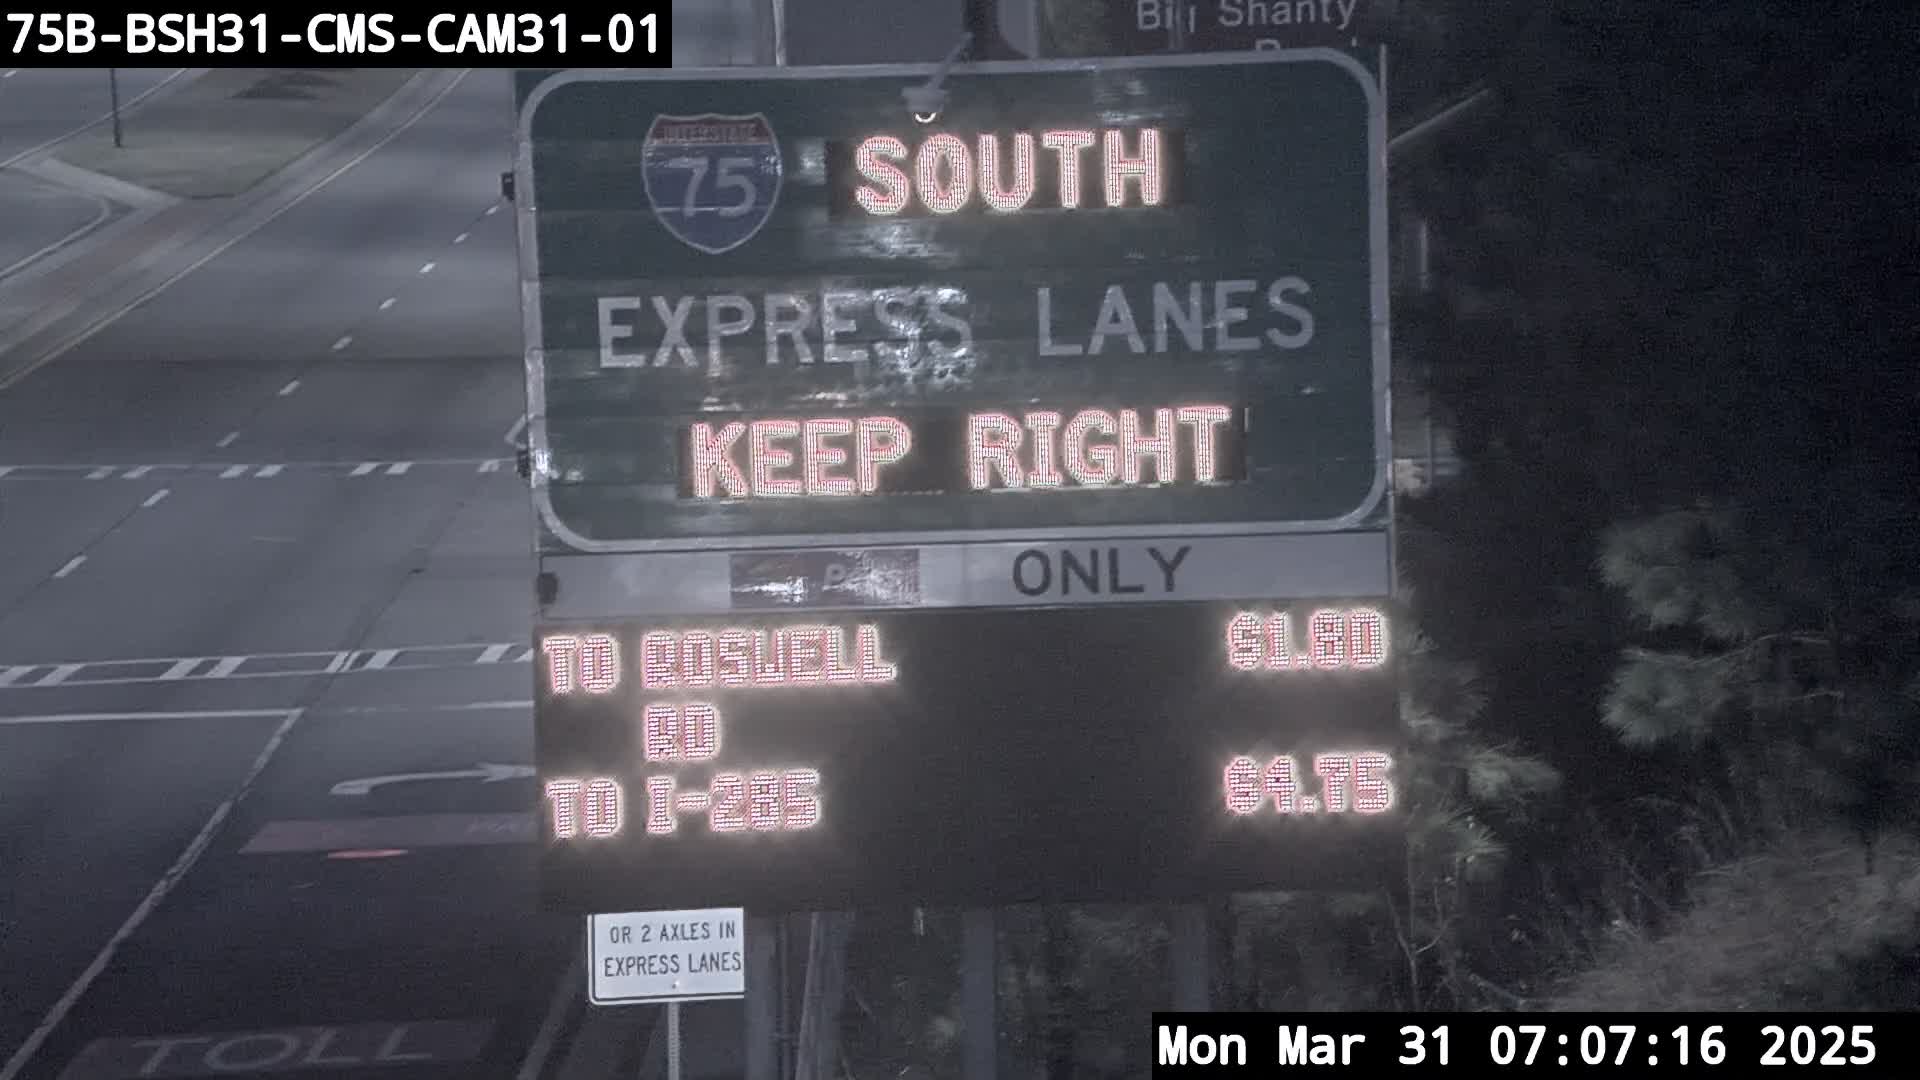 75B-BSH31-CMS-CAM31-01
Big Shanty
INTERSTATE
75
SOUTH
EXPRESS LANES
KEEP RIGHT
ONLY
TO ROSWELL $1.80
RD
TO I-285 $4.75
OR 2 AXLES IN
EXPRESS LANES
TOLL
Mon Mar 31 07:07:16 2025